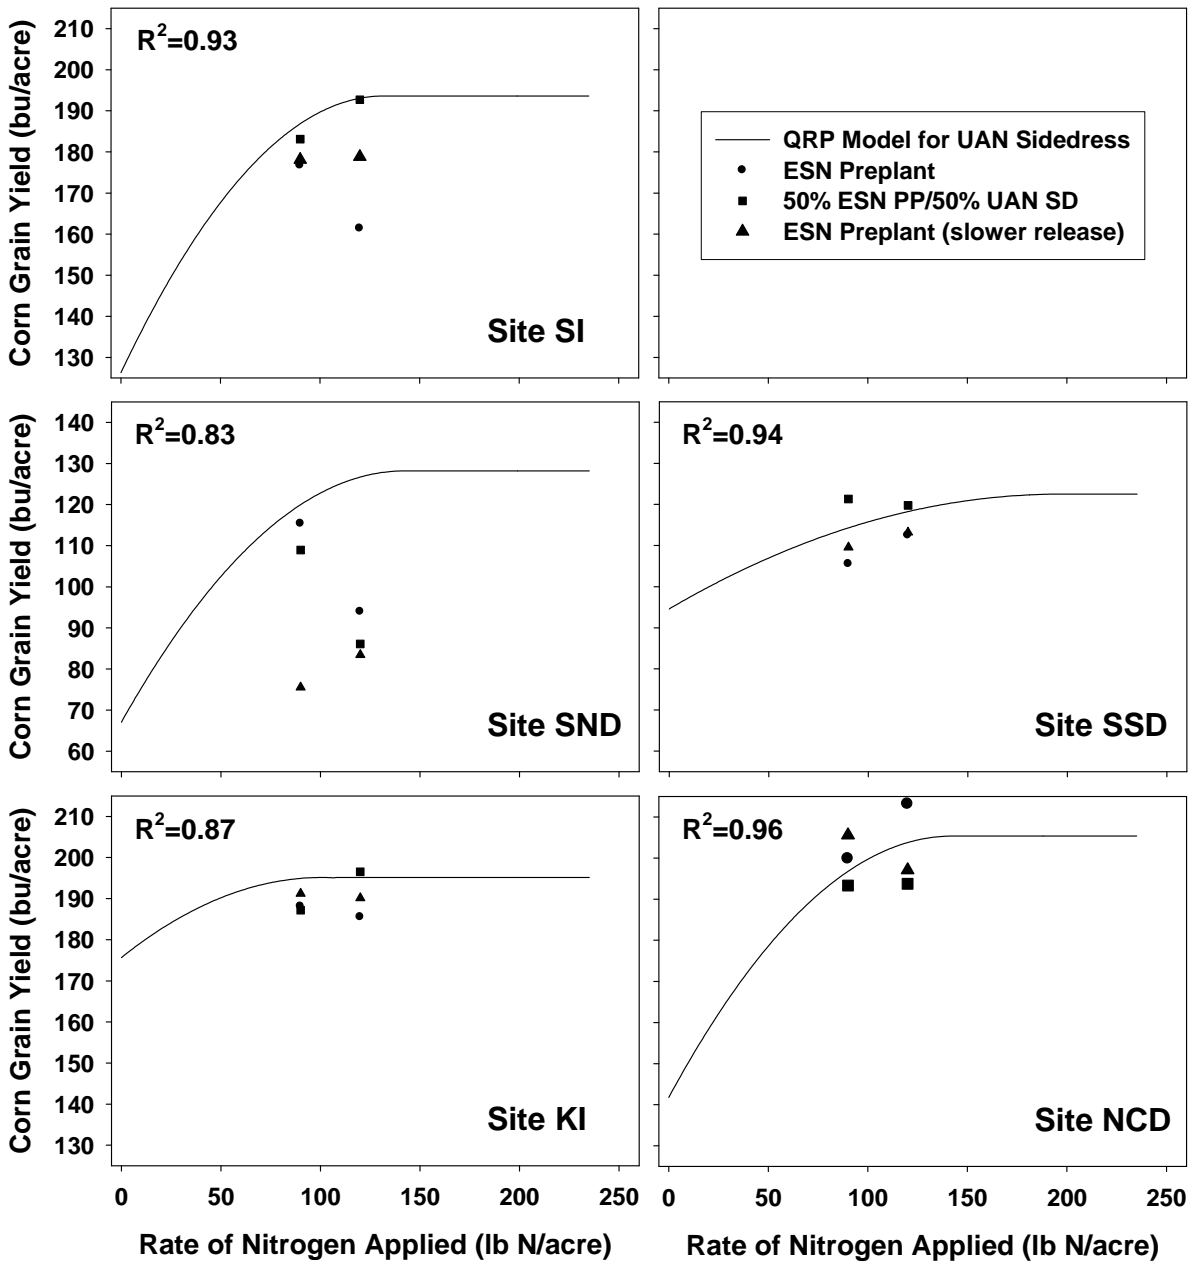 Corn Grain Yield (bu/acre)
210
200
190
180
170
160
150
140
130
R²=0.93
Site SI
QRP Model for UAN Sidedress
ESN Preplant
50% ESN PP/50% UAN SD
ESN Preplant (slower release)
Corn Grain Yield (bu/acre)
140
130
120
110
100
90
80
70
60
R²=0.83
Site SND
R²=0.94
Site SSD
Corn Grain Yield (bu/acre)
210
200
190
180
170
160
150
140
130
R²=0.87
Site KI
R²=0.96
Site NCD
0 50 100 150 200 250
0 50 100 150 200 250
Rate of Nitrogen Applied (lb N/acre)
Rate of Nitrogen Applied (lb N/acre)